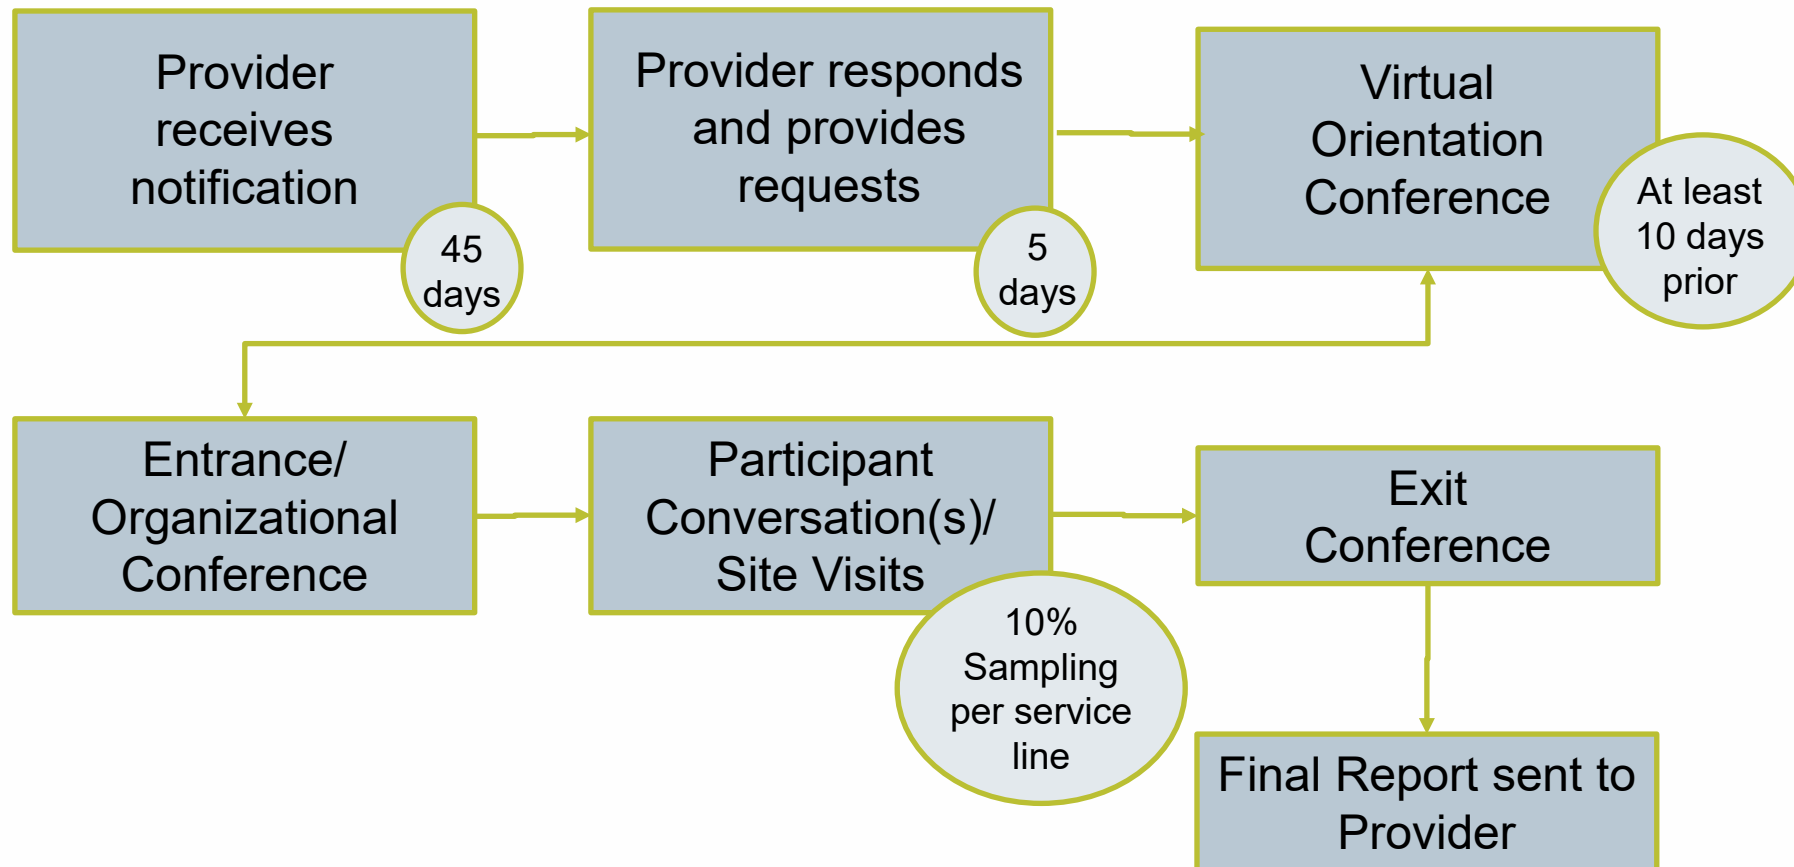 Provider
receives
notification
45
days
Provider responds
and provides
requests
5
days
Virtual
Orientation
Conference
At least
10 days
prior
Entrance/
Organizational
Conference
Participant
Conversation(s)/
Site Visits
10%
Sampling
per service
line
Exit
Conference
Final Report sent to
Provider